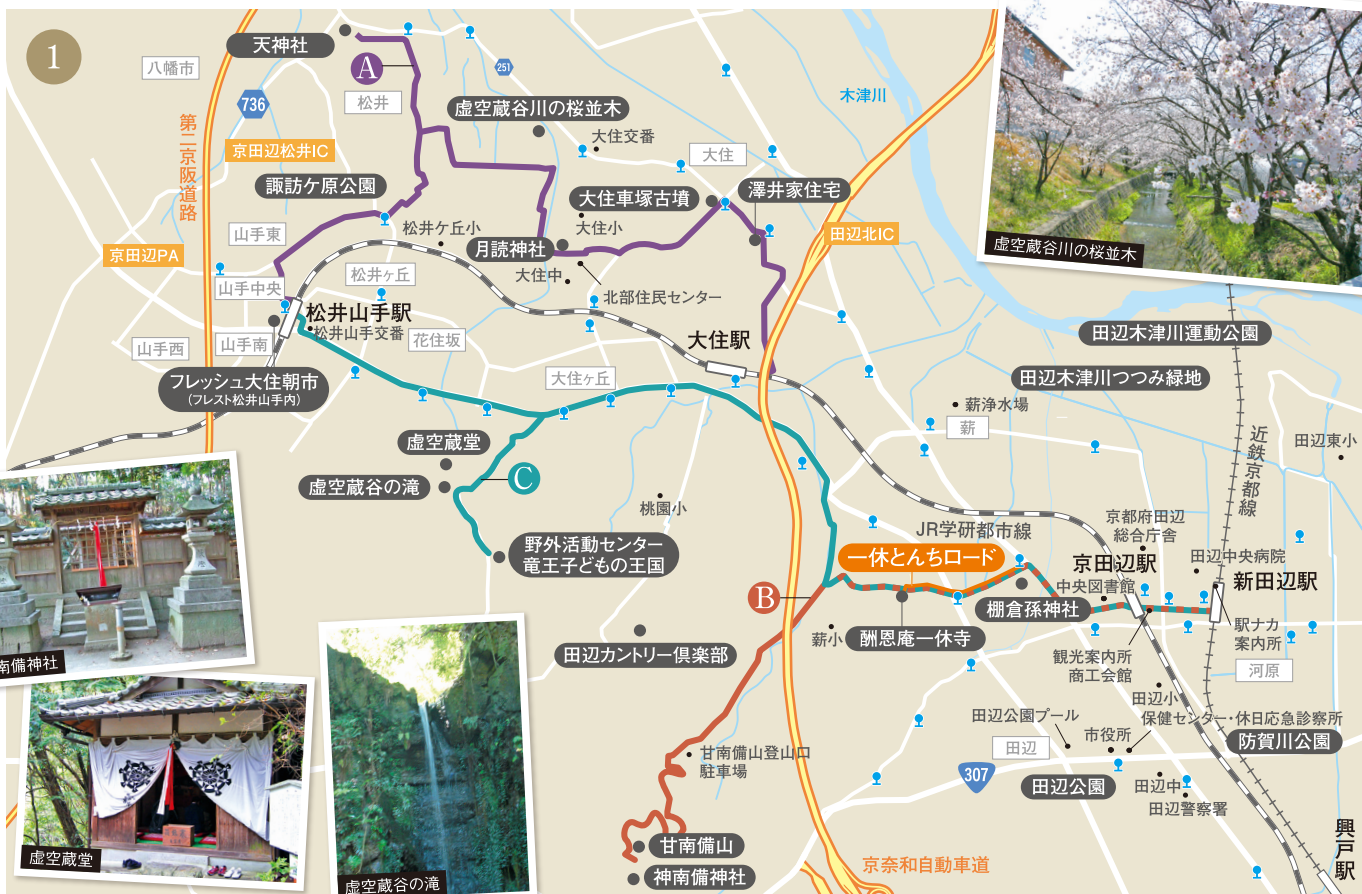 1
天神社
八幡市
A
251
736
松井
虚空蔵谷川の桜並木
木津川
大住交番
第二京阪道路
京田辺松井IC
大住
諏訪ケ原公園
大住車塚古墳
澤井家住宅
虚空蔵谷川の桜並木
山手東
松井ケ丘小
大住小
田辺北IC
京田辺PA
月読神社
松井ヶ丘
大住中
山手中央
北部住民センター
松井山手駅
松井山手交番
花住坂
大住駅
田辺木津川運動公園
山手西
山手南
フレッシュ大住朝市
(フレスト松井山手内)
大住ヶ丘
田辺木津川つつみ緑地
薪浄水場
薪
近鉄京都線
田辺東小
虚空蔵堂
虚空蔵谷の滝
C
桃園小
野外活動センター
竜王子どもの王国
JR学研都市線
京都府田辺
総合庁舎
一休とんちロード
京田辺駅
田辺中央病院
新田辺駅
中央図書館
B
棚倉孫神社
薪小
酬恩庵一休寺
駅ナカ
案内所
田辺カントリー倶楽部
観光案内所
商工会館
河原
南備神社
田辺小
田辺公園プール
保健センター・休日応急診察所
市役所
防賀川公園
甘南備山登山口
駐車場
田辺
307
田辺公園
田辺中
田辺警察署
甘南備山
神南備神社
京奈和自動車道
興戸駅
虚空蔵堂
虚空蔵谷の滝